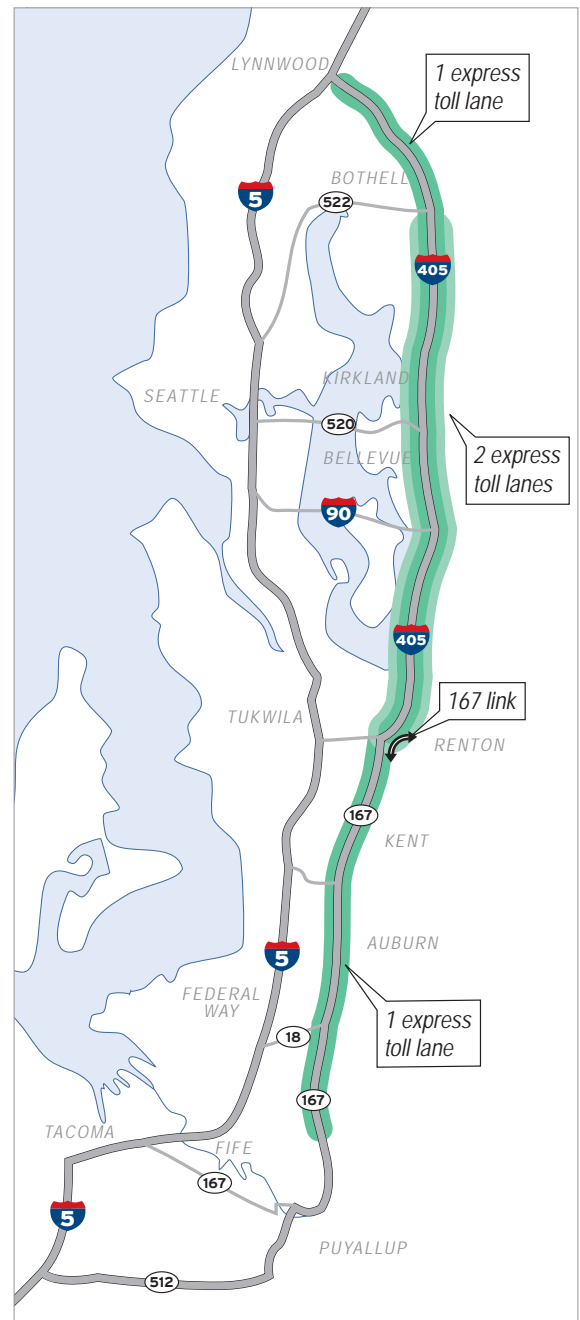 LYNNWOOD
1 express
toll lane
BOTHELL
5
522
405
KIRKLAND
SEATTLE
520
BELLEVUE
2 express
toll lanes
90
405
167 link
TUKWILA
RENTON
167
KENT
AUBURN
5
FEDERAL
WAY
1 express
toll lane
18
167
TACOMA
FIFE
167
5
PUYALLUP
512